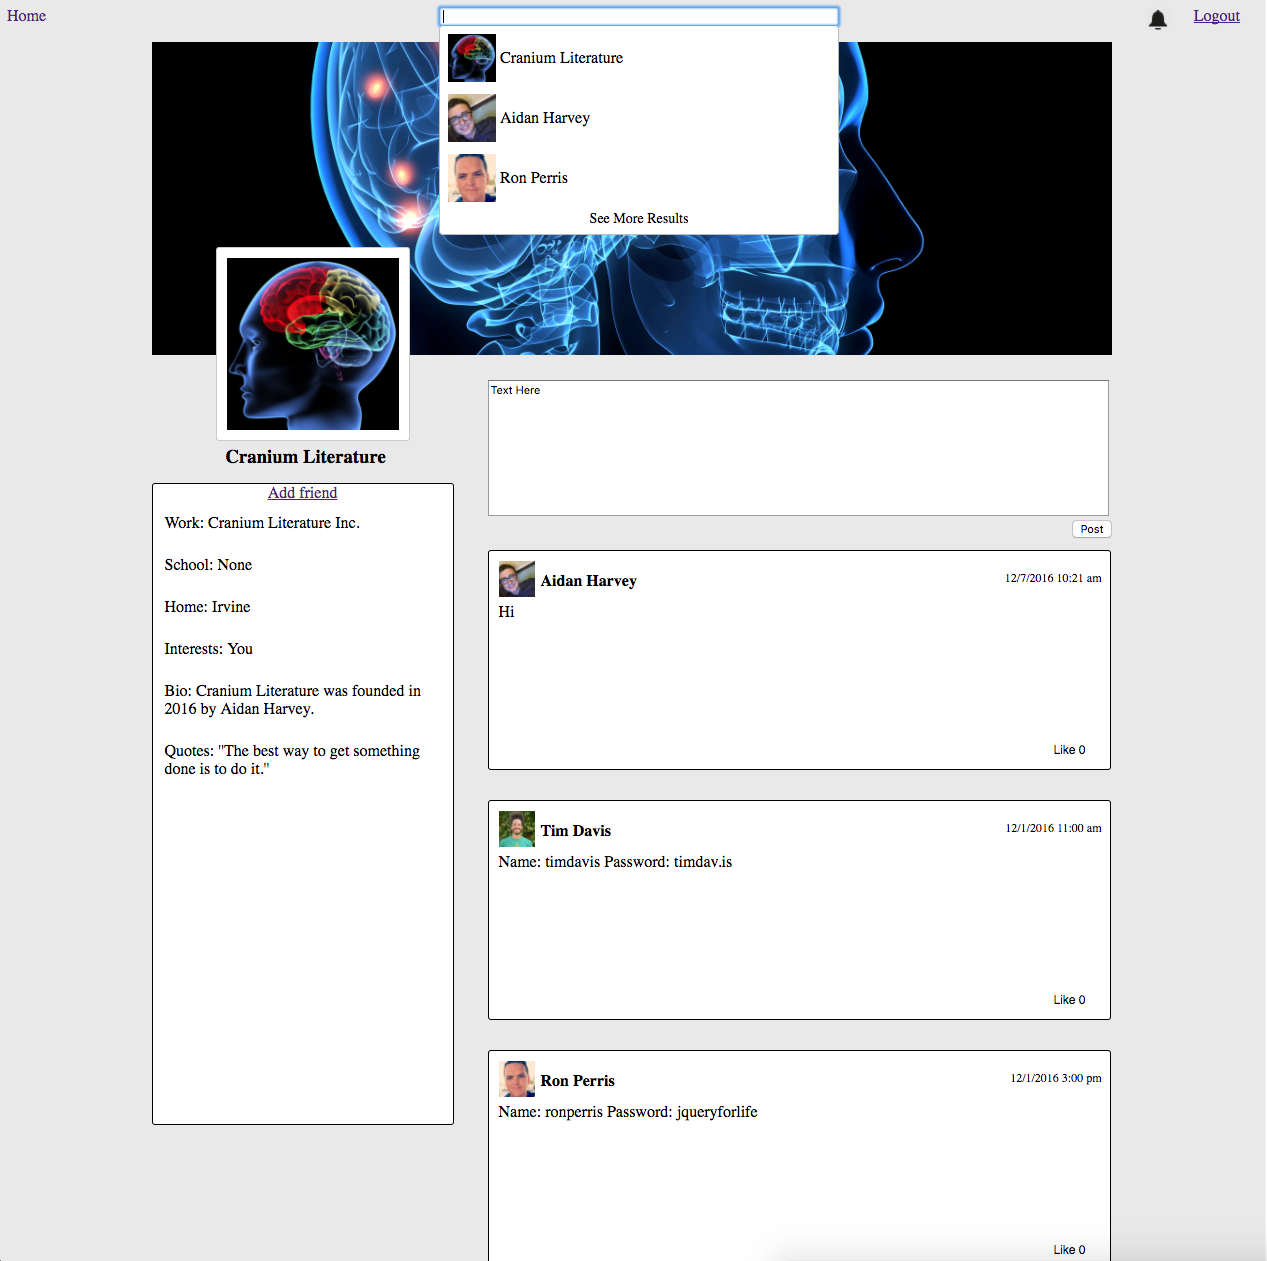 Home
Logout
Cranium Literature
Aidan Harvey
Ron Perris
See More Results
Cranium Literature
Add friend
Work: Cranium Literature Inc.
School: None
Home: Irvine
Interests: You
Bio: Cranium Literature was founded in
2016 by Aidan Harvey.
Quotes: "The best way to get something
done is to do it."
Text Here
Post
Aidan Harvey
12/7/2016 10:21 am
Hi
Like 0
Tim Davis
12/1/2016 11:00 am
Name: timdavis Password: timdav.is
Like 0
Ron Perris
12/1/2016 3:00 pm
Name: ronperris Password: jqueryforlife
Like 0